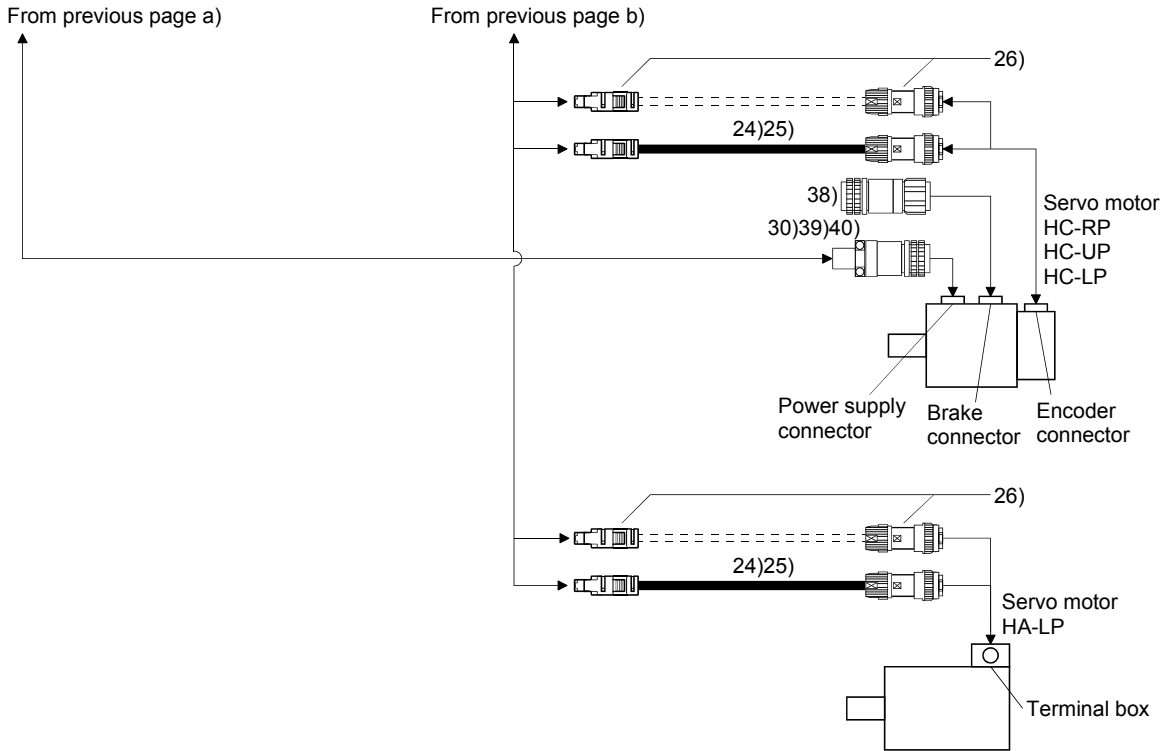 From previous page a)
From previous page b)
26)
24)25)
38)
30)39)40)
Servo motor
HC-RP
HC-UP
HC-LP
Power supply
connector
Brake
connector
Encoder
connector
26)
24)25)
Servo motor
HA-LP
Terminal box